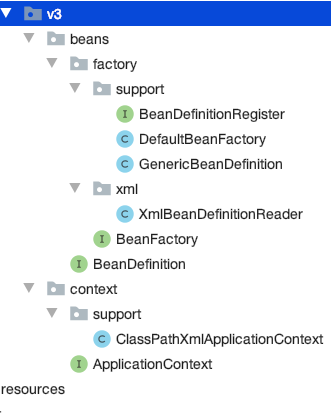 v3
beans
factory
support
I BeanDefinitionRegister
C DefaultBeanFactory
C GenericBeanDefinition
xml
C XmlBeanDefinitionReader
I BeanFactory
I BeanDefinition
context
support
C ClassPathXmlApplicationContext
I ApplicationContext
resources